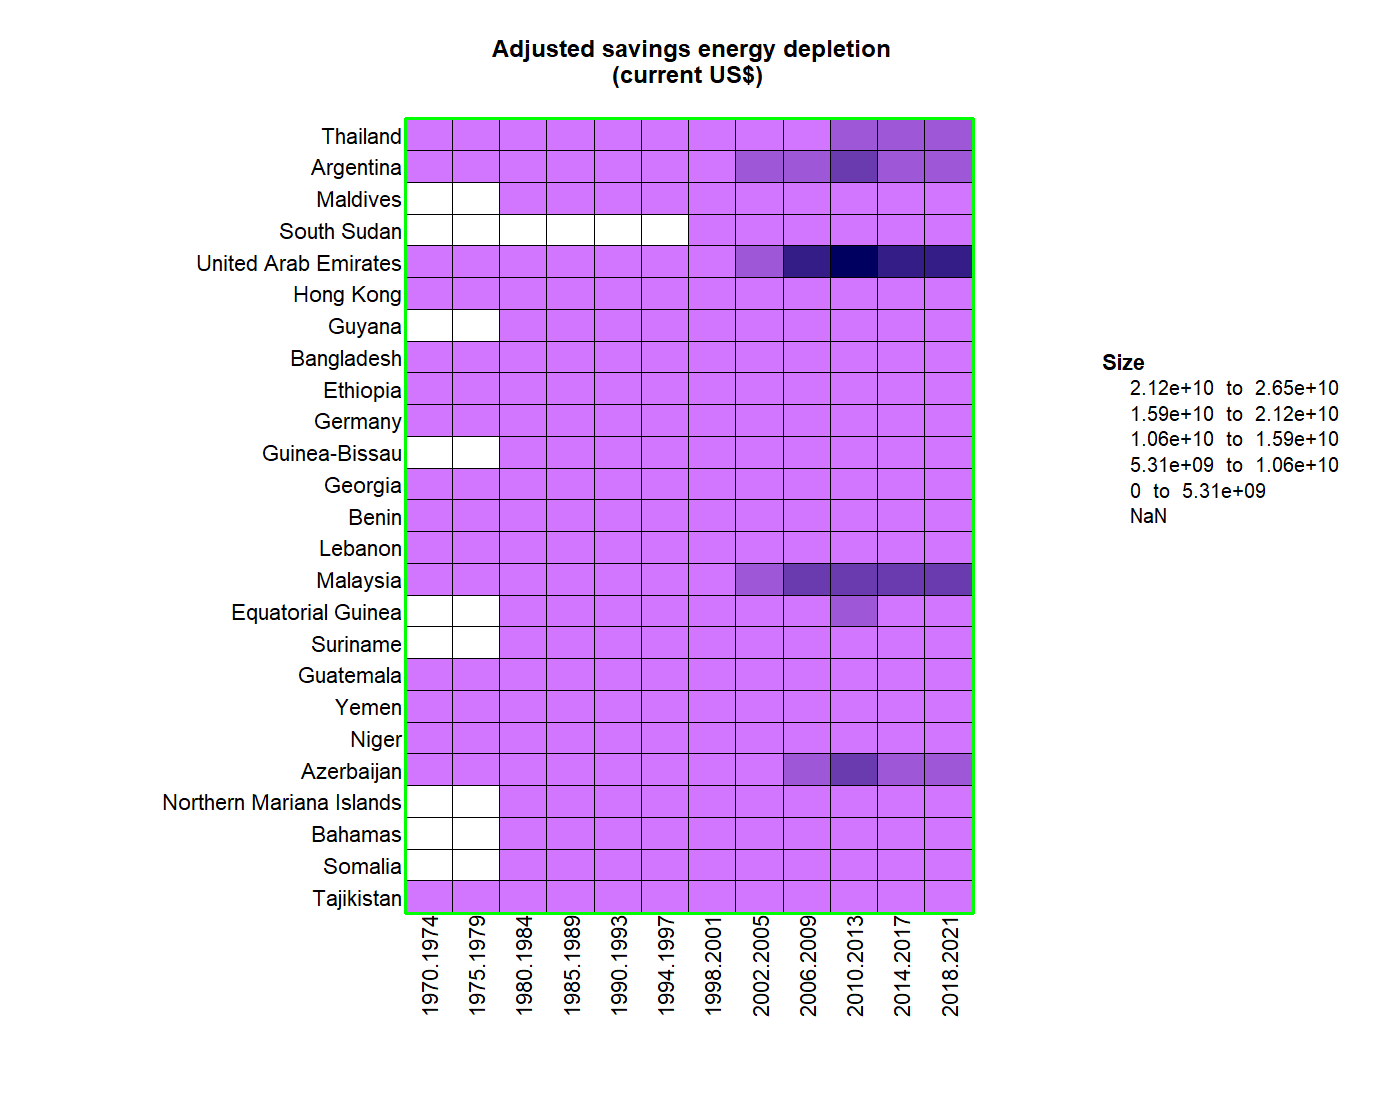 Adjusted savings energy depletion
(current US$)
Thailand
Argentina
Maldives
South Sudan
United Arab Emirates
Hong Kong
Guyana
Bangladesh
Ethiopia
Germany
Guinea-Bissau
Georgia
Benin
Lebanon
Malaysia
Equatorial Guinea
Suriname
Guatemala
Yemen
Niger
Azerbaijan
Northern Mariana Islands
Bahamas
Somalia
Tajikistan
1970.1974
1975.1979
1980.1984
1985.1989
1990.1993
1994.1997
1998.2001
2002.2005
2006.2009
2010.2013
2014.2017
2018.2021
Size
2.12e+10 to 2.65e+10
1.59e+10 to 2.12e+10
1.06e+10 to 1.59e+10
5.31e+09 to 1.06e+10
0 to 5.31e+09
NaN